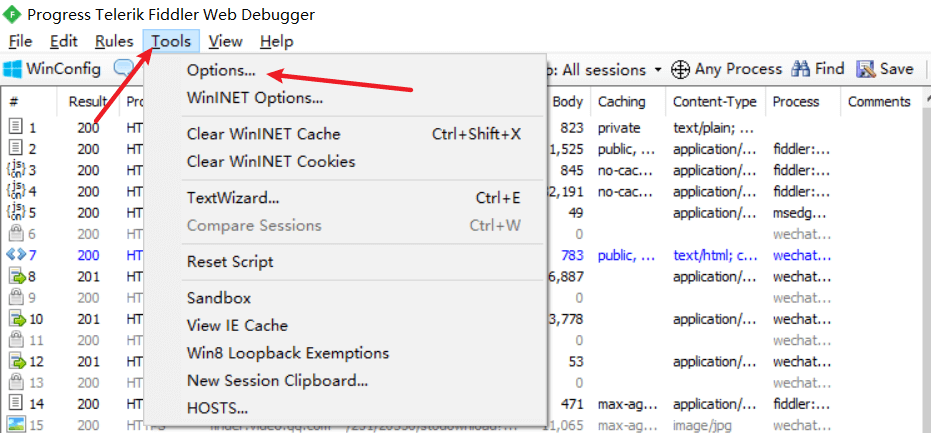 Progress Telerik Fiddler Web Debugger
File Edit Rules Tools View Help
WinConfig
Options...
: All sessions
Any Process
Find
Save
WinINET Options...
# Result
Body Caching Content-Type Process Comments
Clear WinINET Cache Ctrl+Shift+X
Clear WinINET Cookies
TextWizard... Ctrl+E
Compare Sessions Ctrl+W
Reset Script
Sandbox
View IE Cache
Win8 Loopback Exemptions
New Session Clipboard...
HOSTS...
1 200 HT 823 private text/plain; ...
2 200 HT 1,525 public, ... application/... fiddler:...
3 200 HT 845 no-cac... application/... fiddler:...
4 200 HT 2,191 no-cac... application/... fiddler:...
5 200 HT 49 application/... msedg...
6 200 HT 0 wechat...
7 200 HT 783 public, ... text/html; c... wechat...
8 201 HT 6,887 application/... wechat...
9 200 HT 0 wechat...
10 201 HT 3,778 application/... wechat...
11 200 HT 0 wechat...
12 201 HT 53 application/... wechat...
13 200 HT 0 wechat...
14 200 HT 471 max-ag... application/... fiddler:...
15 200 11,065 max-ag... image/jpg wechat...